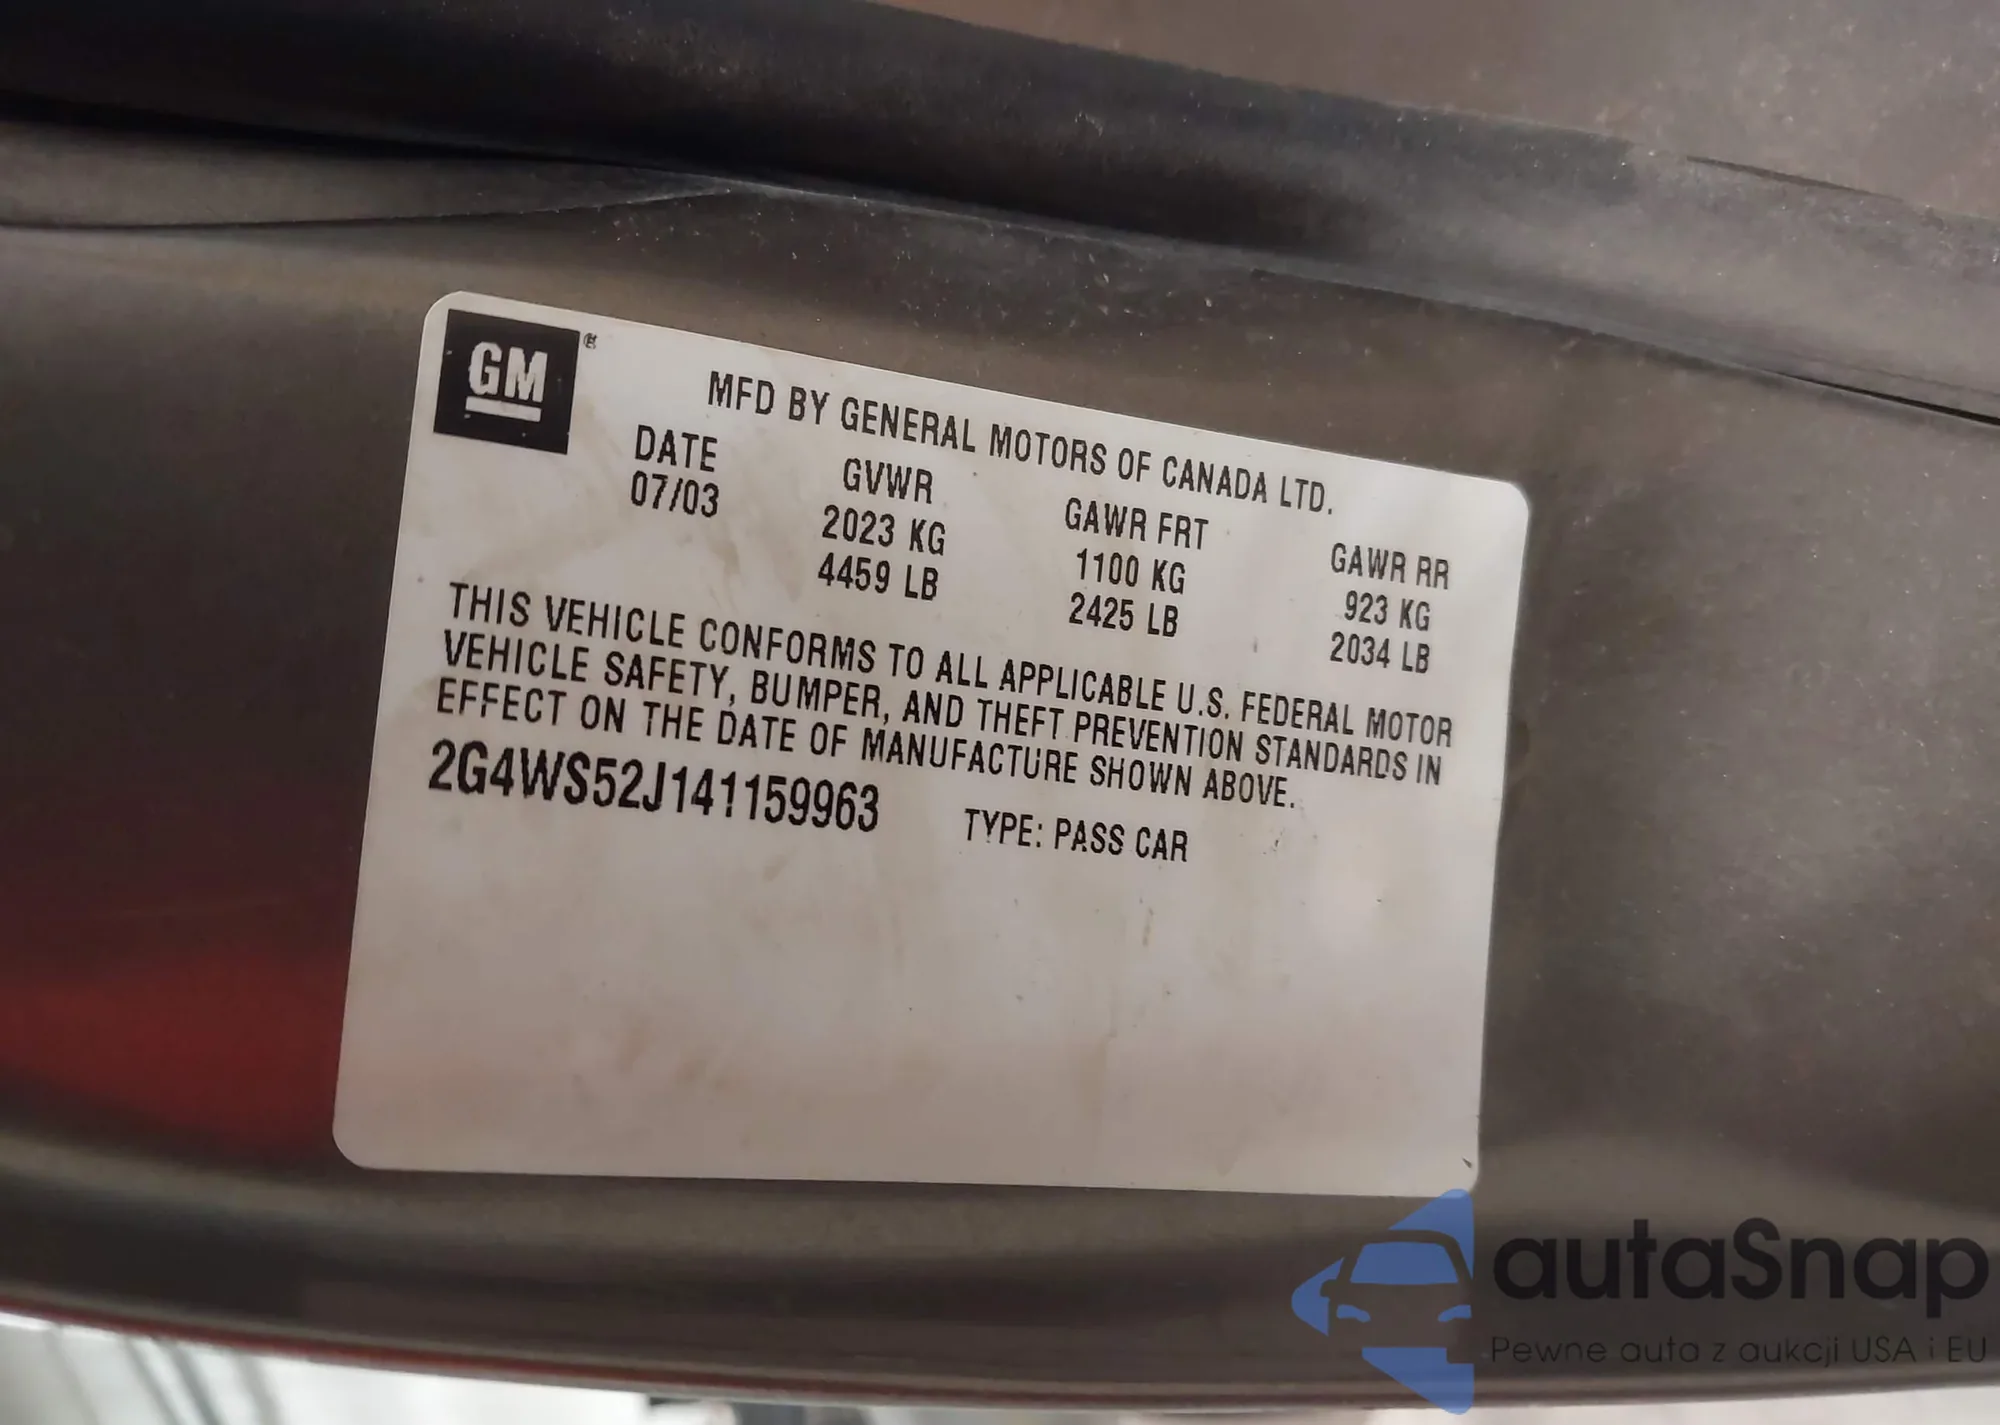 GM
MFD BY GENERAL MOTORS OF CANADA LTD.
DATE GVWR GAWR FRT GAWR RR
07/03 2023 KG 1100 KG 923 KG
4459 LB 2425 LB 2034 LB
THIS VEHICLE CONFORMS TO ALL APPLICABLE U.S. FEDERAL MOTOR
VEHICLE SAFETY, BUMPER, AND THEFT PREVENTION STANDARDS IN
EFFECT ON THE DATE OF MANUFACTURE SHOWN ABOVE.
2G4WS52J141159963 TYPE: PASS CAR
autaSnap
Pewne auta z aukcji USA i EU